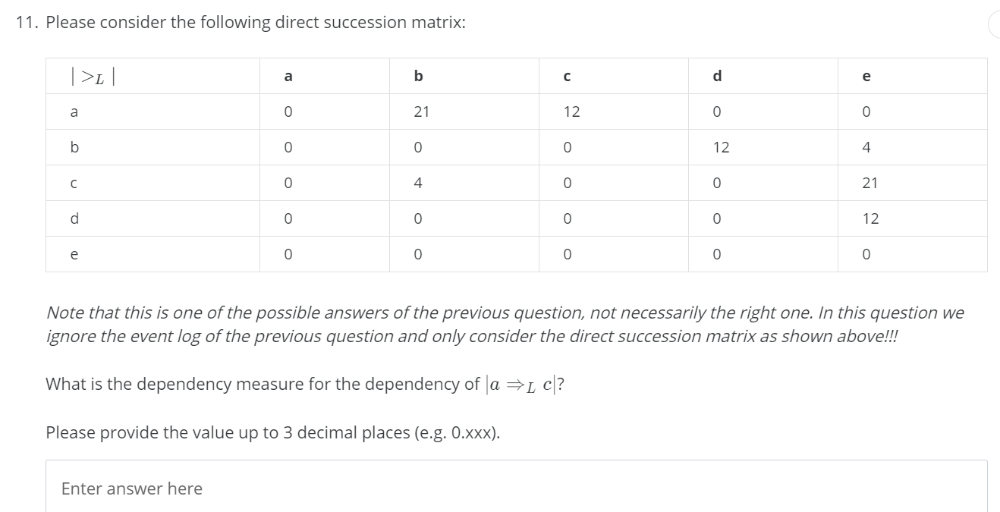 11. Please consider the following direct succession matrix:
| >L | a b c d e
a 0 21 12 0 0
b 0 0 0 12 4
c 0 4 0 0 21
d 0 0 0 0 12
e 0 0 0 0 0
Note that this is one of the possible answers of the previous question, not necessarily the right one. In this question we
ignore the event log of the previous question and only consider the direct succession matrix as shown above!!!
What is the dependency measure for the dependency of |a ⇒L c|?
Please provide the value up to 3 decimal places (e.g. 0.xxx).
Enter answer here